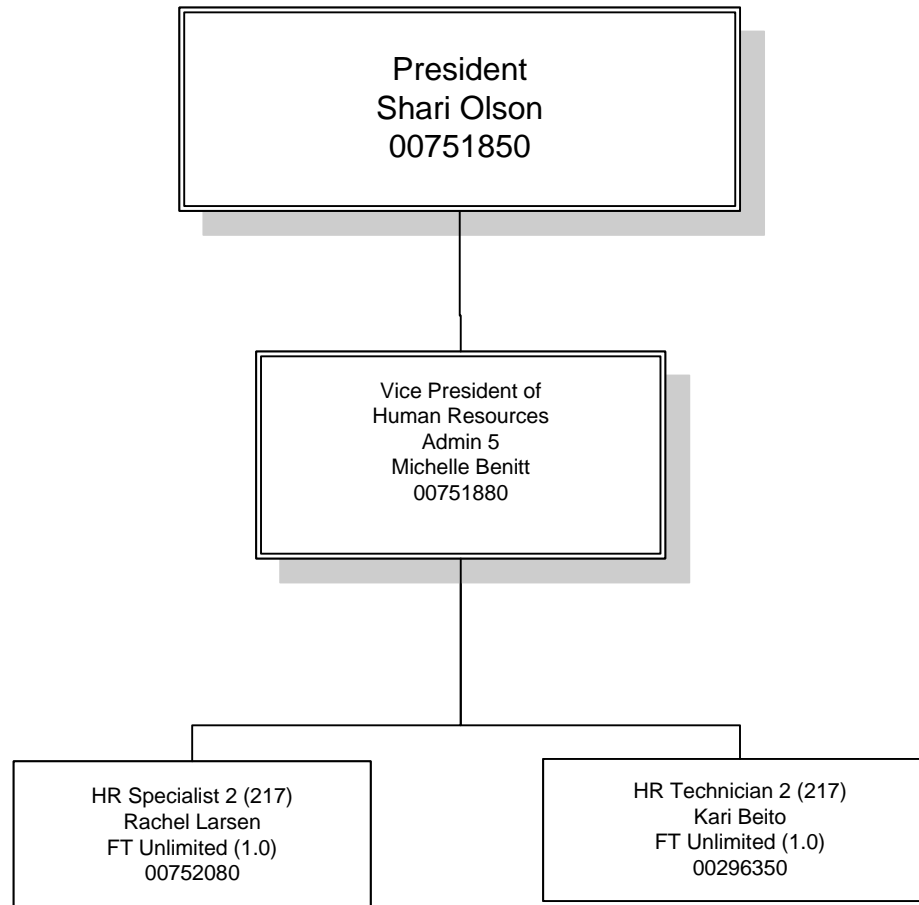 President
Shari Olson
00751850
Vice President of
Human Resources
Admin 5
Michelle Benitt
00751880
HR Specialist 2 (217)
Rachel Larsen
FT Unlimited (1.0)
00752080
HR Technician 2 (217)
Kari Beito
FT Unlimited (1.0)
00296350